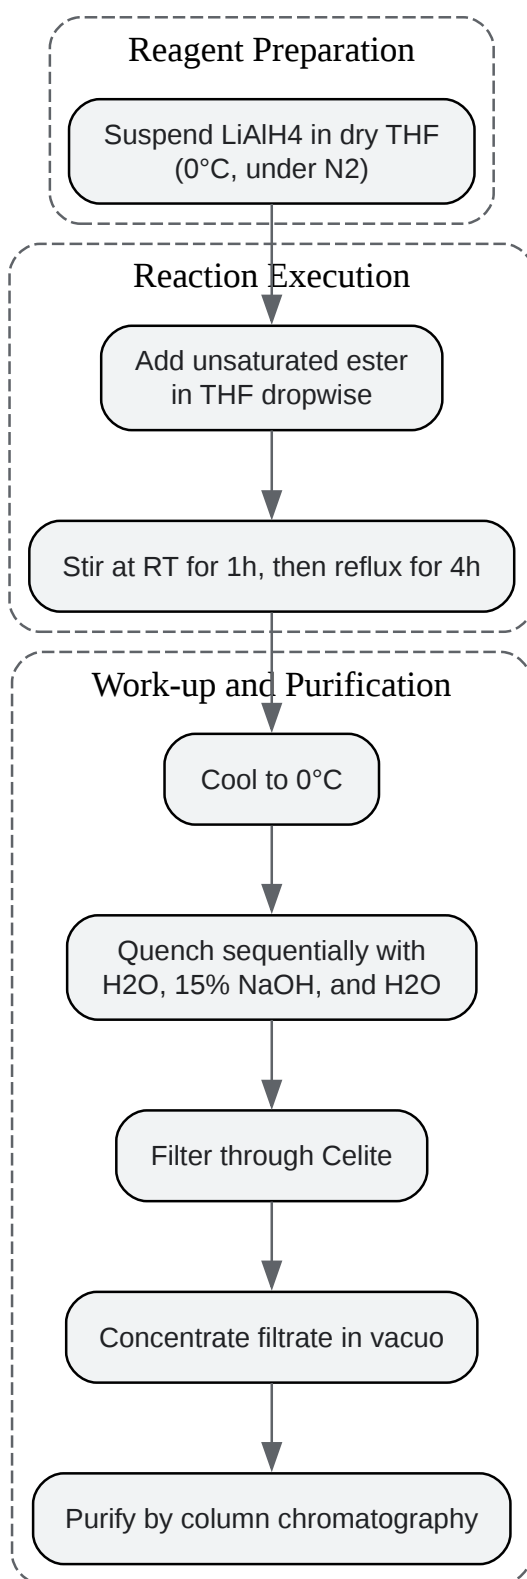 Reagent Preparation
Suspend LiAlH4 in dry THF
(0°C, under N2)
Reaction Execution
Add unsaturated ester
in THF dropwise
Stir at RT for 1h, then reflux for 4h
Work-up and Purification
Cool to 0°C
Quench sequentially with
H2O, 15% NaOH, and H2O
Filter through Celite
Concentrate filtrate in vacuo
Purify by column chromatography